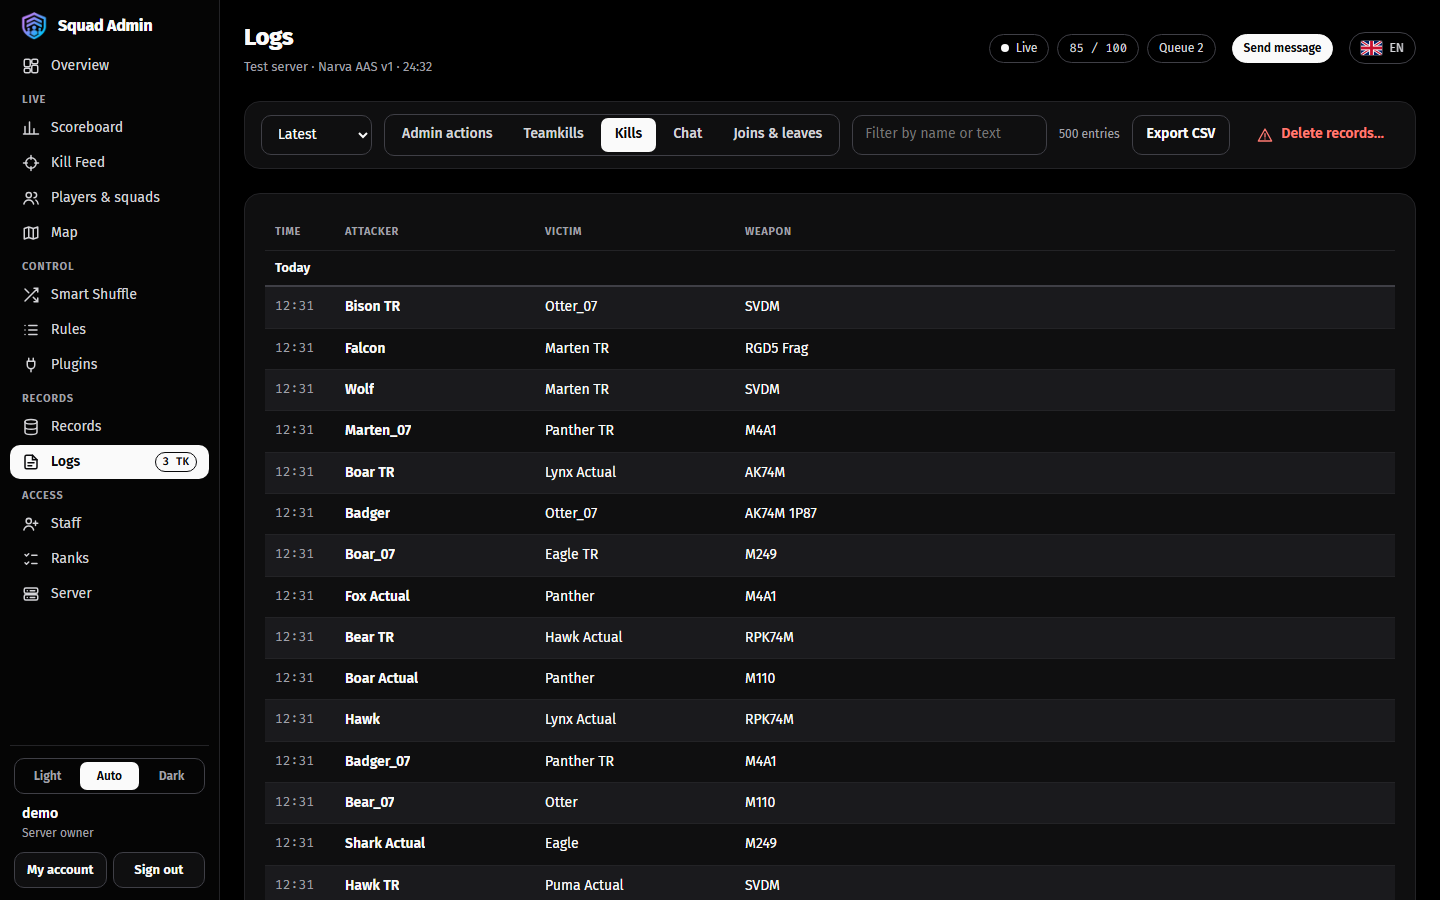 Squad Admin
Overview
LIVE
Scoreboard
Kill Feed
Players & squads
Map
CONTROL
Smart Shuffle
Rules
Plugins
RECORDS
Records
Logs 3 TK
ACCESS
Staff
Ranks
Server
Light Auto Dark
demo
Server owner
My account Sign out
Logs
Test server · Narva AAS v1 · 24:32
Live 85 / 100 Queue 2 Send message EN
Latest Admin actions Teamkills Kills Chat Joins & leaves Filter by name or text 500 entries Export CSV Delete records...
TIME ATTACKER VICTIM WEAPON
Today
12:31 Bison TR Otter_07 SVDM
12:31 Falcon Marten TR RGD5 Frag
12:31 Wolf Marten TR SVDM
12:31 Marten_07 Panther TR M4A1
12:31 Boar TR Lynx Actual AK74M
12:31 Badger Otter_07 AK74M 1P87
12:31 Boar_07 Eagle TR M249
12:31 Fox Actual Panther M4A1
12:31 Bear TR Hawk Actual RPK74M
12:31 Boar Actual Panther M110
12:31 Hawk Lynx Actual RPK74M
12:31 Badger_07 Panther TR M4A1
12:31 Bear_07 Otter M110
12:31 Shark Actual Eagle M249
12:31 Hawk TR Puma Actual SVDM